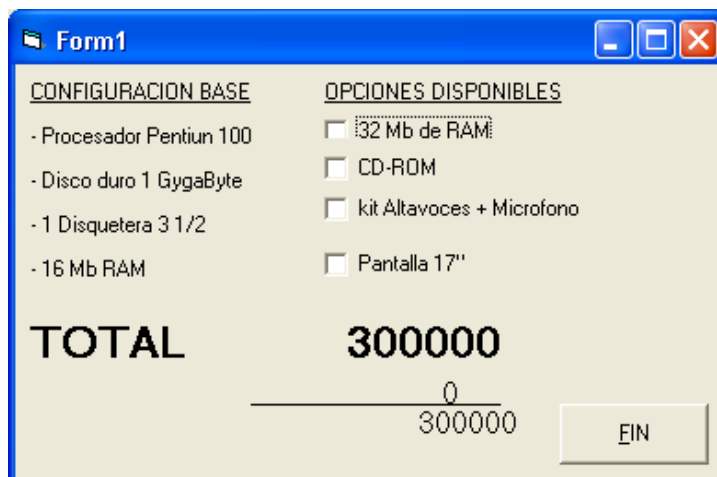 Form1
CONFIGURACION BASE
- Procesador Pentiun 100
- Disco duro 1 GygaByte
- 1 Disquetera 3 1/2
- 16 Mb RAM
OPCIONES DISPONIBLES
32 Mb de RAM
CD-ROM
kit Altavoces + Microfono
Pantalla 17''
TOTAL 300000
0
300000
FIN